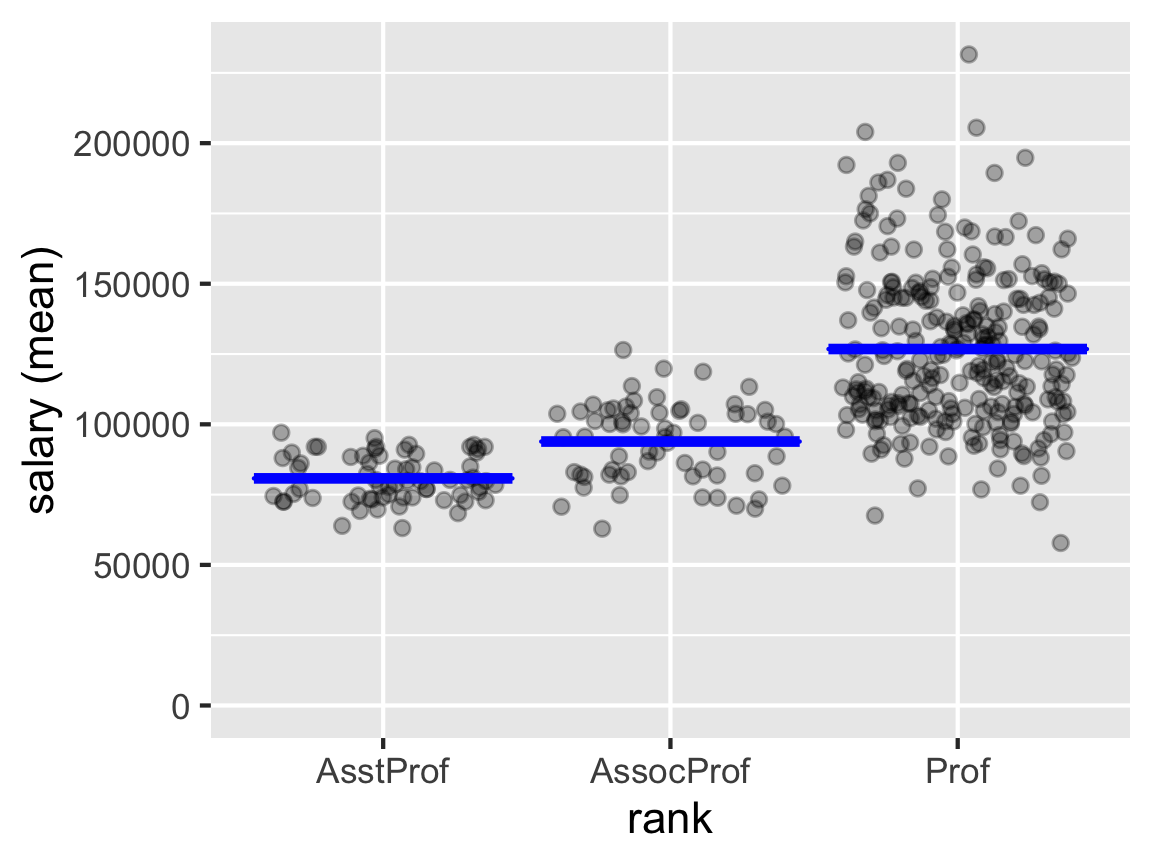 200000
150000
100000
50000
0
salary (mean)
AsstProf
AssocProf
Prof
rank